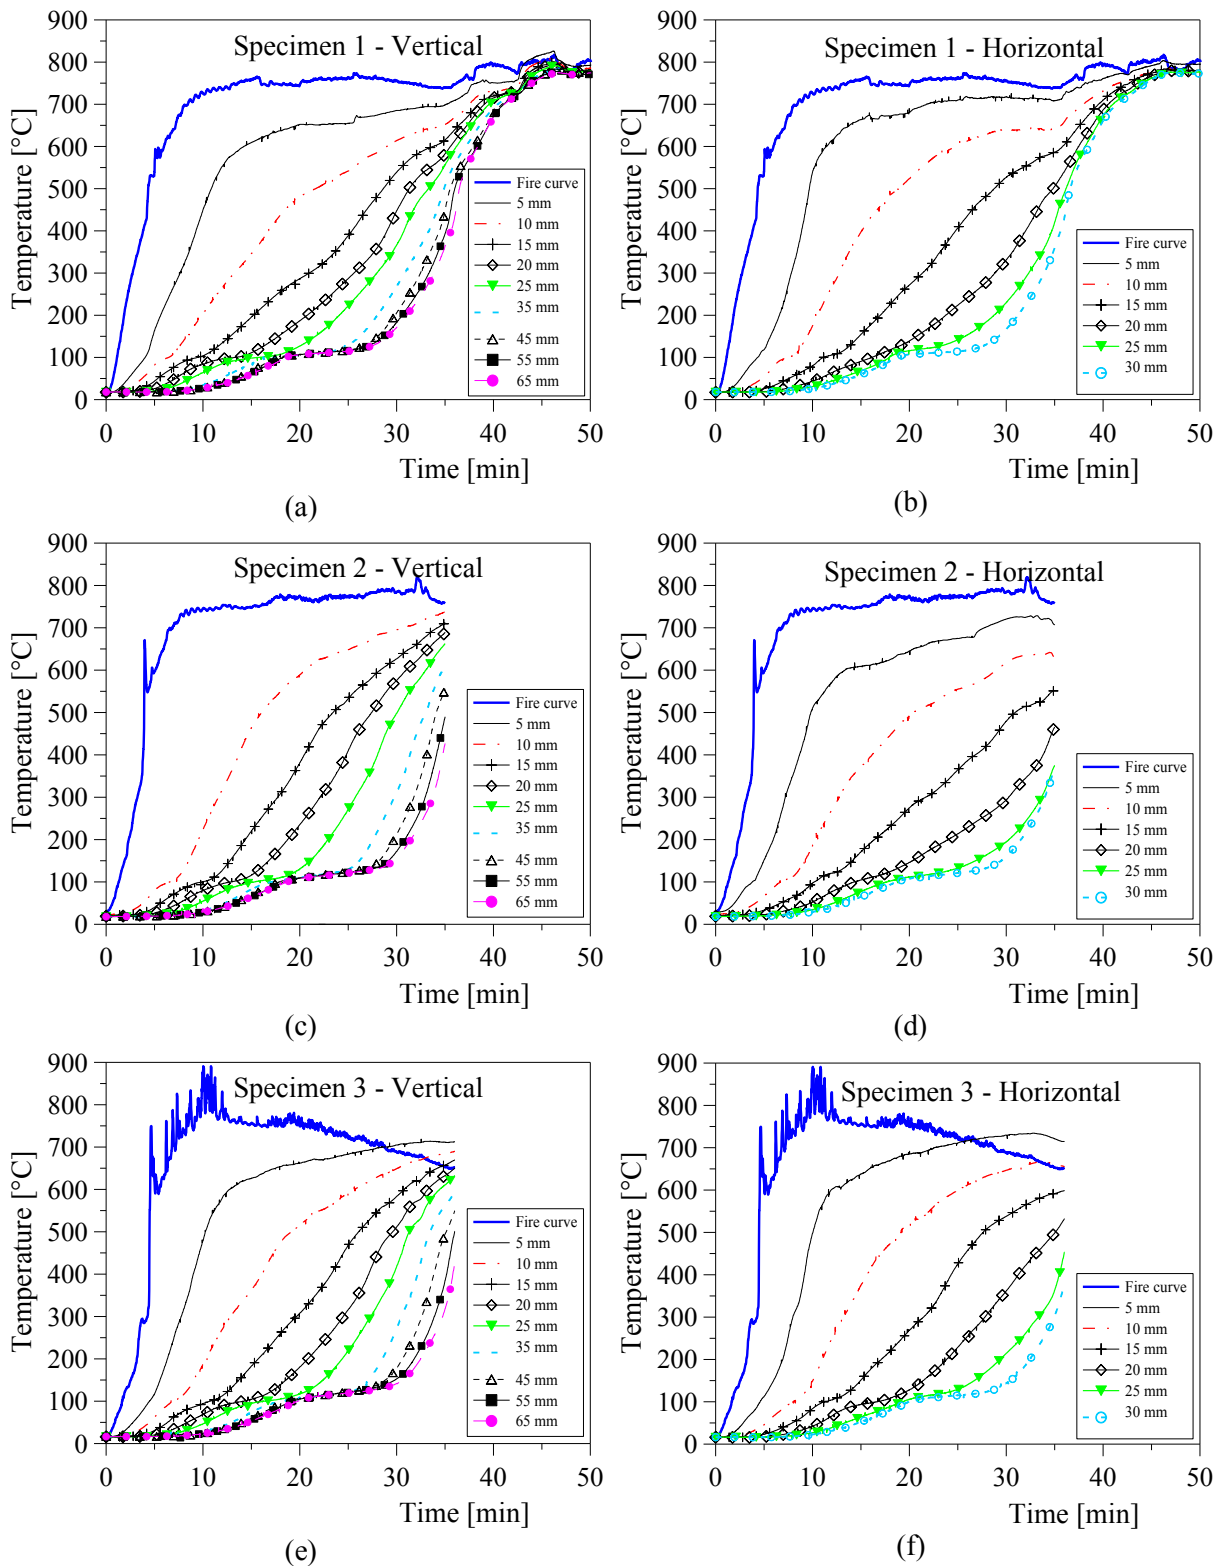 Specimen 1 - Vertical
Temperature [°C]
900
800
700
600
500
400
300
200
100
0
Fire curve
5 mm
10 mm
15 mm
20 mm
25 mm
35 mm
45 mm
55 mm
65 mm
0 10 20 30 40 50
Time [min]
(a)
Specimen 1 - Horizontal
Temperature [°C]
900
800
700
600
500
400
300
200
100
0
Fire curve
5 mm
10 mm
15 mm
20 mm
25 mm
30 mm
0 10 20 30 40 50
Time [min]
(b)
Specimen 2 - Vertical
Temperature [°C]
900
800
700
600
500
400
300
200
100
0
Fire curve
5 mm
10 mm
15 mm
20 mm
25 mm
35 mm
45 mm
55 mm
65 mm
0 10 20 30 40 50
Time [min]
(c)
Specimen 2 - Horizontal
Temperature [°C]
900
800
700
600
500
400
300
200
100
0
Fire curve
5 mm
10 mm
15 mm
20 mm
25 mm
30 mm
0 10 20 30 40 50
Time [min]
(d)
Specimen 3 - Vertical
Temperature [°C]
900
800
700
600
500
400
300
200
100
0
Fire curve
5 mm
10 mm
15 mm
20 mm
25 mm
35 mm
45 mm
55 mm
65 mm
0 10 20 30 40 50
Time [min]
(e)
Specimen 3 - Horizontal
Temperature [°C]
900
800
700
600
500
400
300
200
100
0
Fire curve
5 mm
10 mm
15 mm
20 mm
25 mm
30 mm
0 10 20 30 40 50
Time [min]
(f)